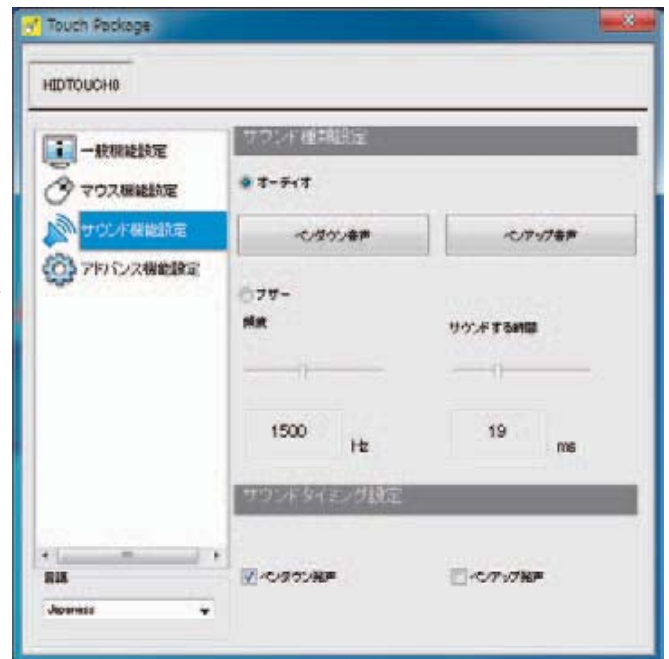 Touch Package
HIDTOUCH0
一般機能設定
マウス機能設定
サウンド機能設定
アドバンス機能設定
サウンド種類設定
オーディオ
ペンダウン音声
ペンアップ音声
ブザー
頻度
サウンドする時間
1500
Hz
19
ms
サウンドタイミング設定
ペンダウン発声
ペンアップ発声
言語
Japanese